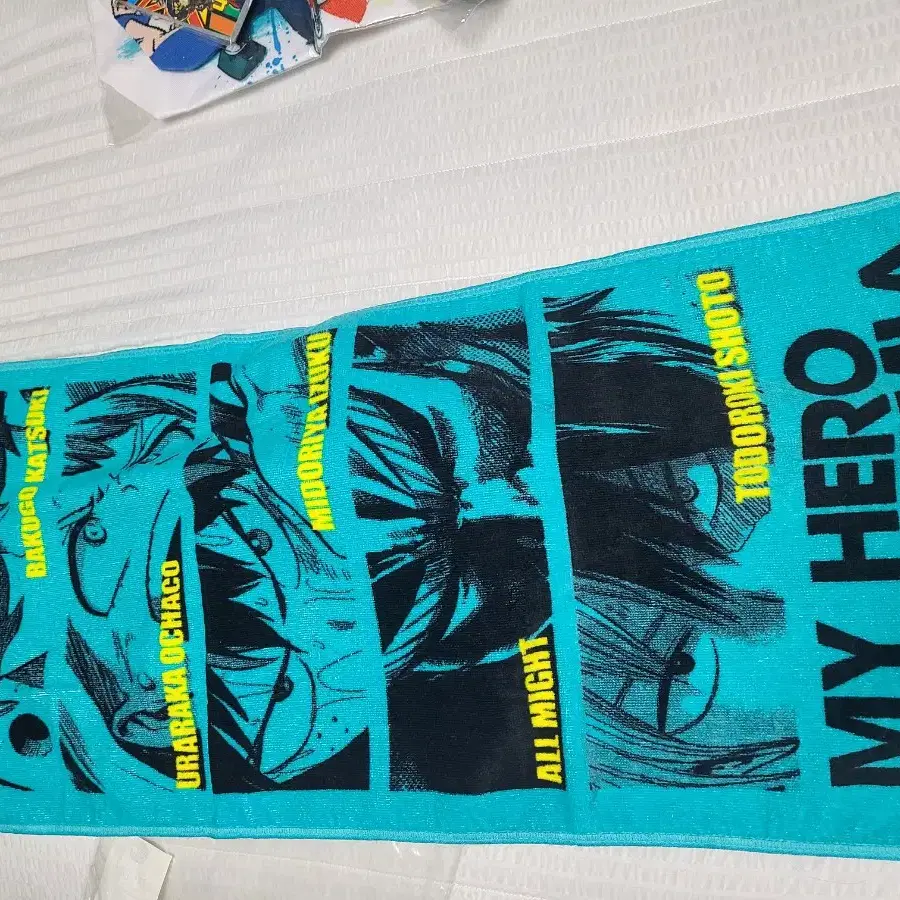 BAKUGO KATSUKI
URARAKA OCHACO
MIDORIYA IZUKU
ALL MIGHT
TODOROKI SHOTO
MY HERO